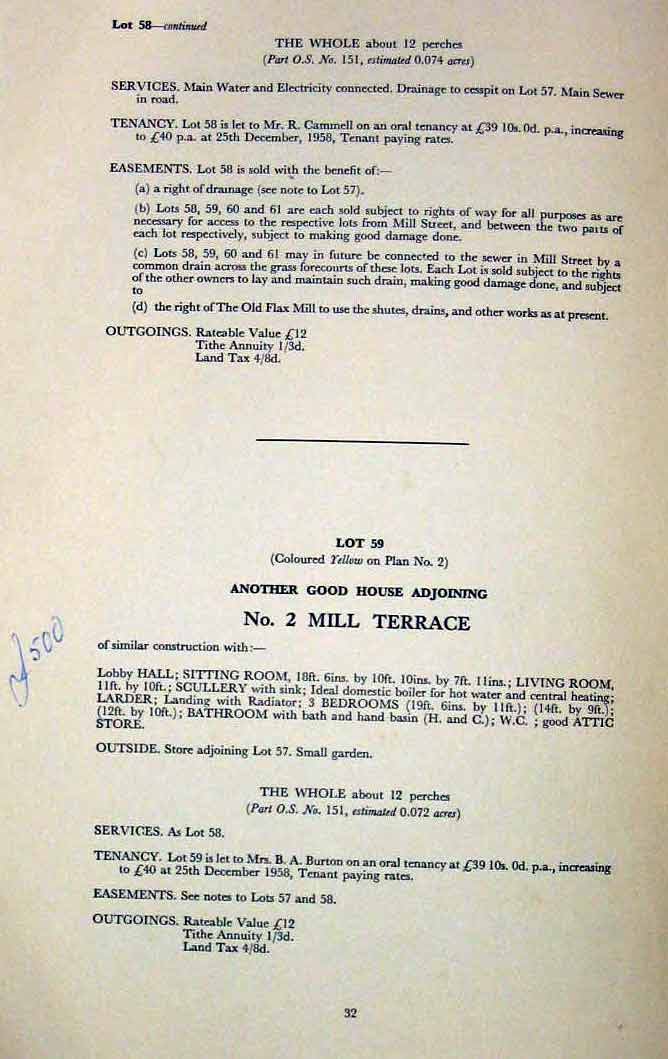 Lot 58—continued
THE WHOLE about 12 perches
(Part O.S. No. 151, estimated 0.074 acres)
SERVICES. Main Water and Electricity connected. Drainage to cesspit on Lot 57. Main Sewer
in road.
TENANCY. Lot 58 is let to Mr. R. Cammell on an oral tenancy at £39 10s. 0d. p.a., increasing
to £40 p.a. at 25th December, 1958, Tenant paying rates.
EASEMENTS. Lot 58 is sold with the benefit of:—
(a) a right of drainage (see note to Lot 57).
(b) Lots 58, 59, 60 and 61 are each sold subject to rights of way for all purposes as are
necessary for access to the respective lots from Mill Street, and between the two parts of
each lot respectively, subject to making good damage done.
(c) Lots 58, 59, 60 and 61 may in future be connected to the sewer in Mill Street by a
common drain across the grass forecourts of these lots. Each Lot is sold subject to the rights
of the other owners to lay and maintain such drain, making good damage done, and subject
to
(d) the right of The Old Flax Mill to use the shutes, drains, and other works as at present.
OUTGOINGS. Rateable Value £12
Tithe Annuity 1/3d.
Land Tax 4/8d.
LOT 59
(Coloured Yellow on Plan No. 2)
ANOTHER GOOD HOUSE ADJOINING
No. 2 MILL TERRACE
£500
of similar construction with:—
Lobby HALL; SITTING ROOM, 18ft. 6ins. by 10ft. 10ins. by 7ft. 11ins.; LIVING ROOM,
11ft. by 10ft.; SCULLERY with sink; Ideal domestic boiler for hot water and central heating;
LARDER; Landing with Radiator; 3 BEDROOMS (19ft. 6ins. by 11ft.); (14ft. by 9ft.);
(12ft. by 10ft.); BATHROOM with bath and hand basin (H. and C.); W.C. ; good ATTIC
STORE.
OUTSIDE. Store adjoining Lot 57. Small garden.
THE WHOLE about 12 perches
(Part O.S. No. 151, estimated 0.072 acres)
SERVICES. As Lot 58.
TENANCY. Lot 59 is let to Mrs. B. A. Burton on an oral tenancy at £39 10s. 0d. p.a., increasing
to £40 at 25th December 1958, Tenant paying rates.
EASEMENTS. See notes to Lots 57 and 58.
OUTGOINGS. Rateable Value £12
Tithe Annuity 1/3d.
Land Tax 4/8d.
32